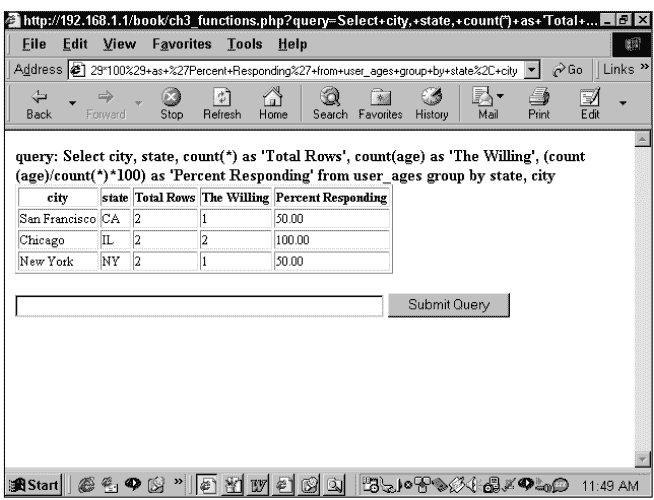 http://192.168.1.1/book/ch3_functions.php?query=Select+city,+state,+count(*)+as+'Total+...
File Edit View Favorites Tools Help
Address 29*100%29+as+%27Percent+Responding%27+from+user_ages+group+by+state%2C+city Go Links »
Back Forward Stop Refresh Home Search Favorites History Mail Print Edit
query: Select city, state, count(*) as 'Total Rows', count(age) as 'The Willing', (count
(age)/count(*)*100) as 'Percent Responding' from user_ages group by state, city
city state Total Rows The Willing Percent Responding
San Francisco CA 2 1 50.00
Chicago IL 2 2 100.00
New York NY 2 1 50.00
Submit Query
Start » 11:49 AM